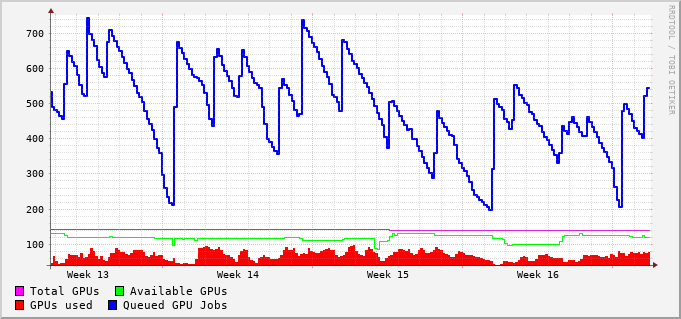 700
600
500
400
300
200
100
Week 13 Week 14 Week 15 Week 16
Total GPUs Available GPUs
GPUs used Queued GPU Jobs
RRDTOOL / TOBI OETIKER